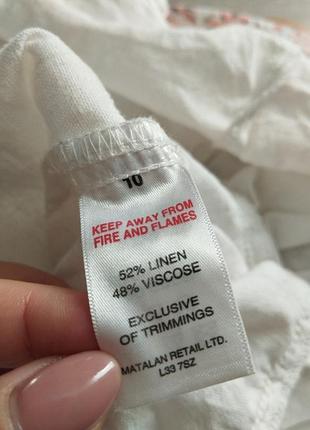 10
KEEP AWAY FROM
FIRE AND FLAMES
52% LINEN
48% VISCOSE
EXCLUSIVE
OF TRIMMINGS
MATALAN RETAIL LTD.
L33 7SZ